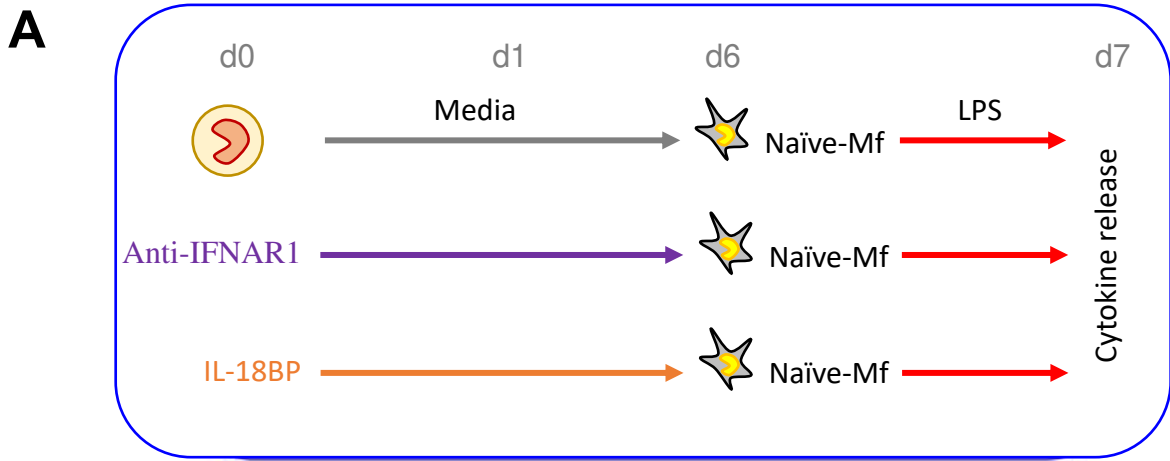 A
d0 d1 d6 d7
Media LPS
Naïve-Mf
Anti-IFNAR1 Naïve-Mf
IL-18BP Naïve-Mf
Cytokine release